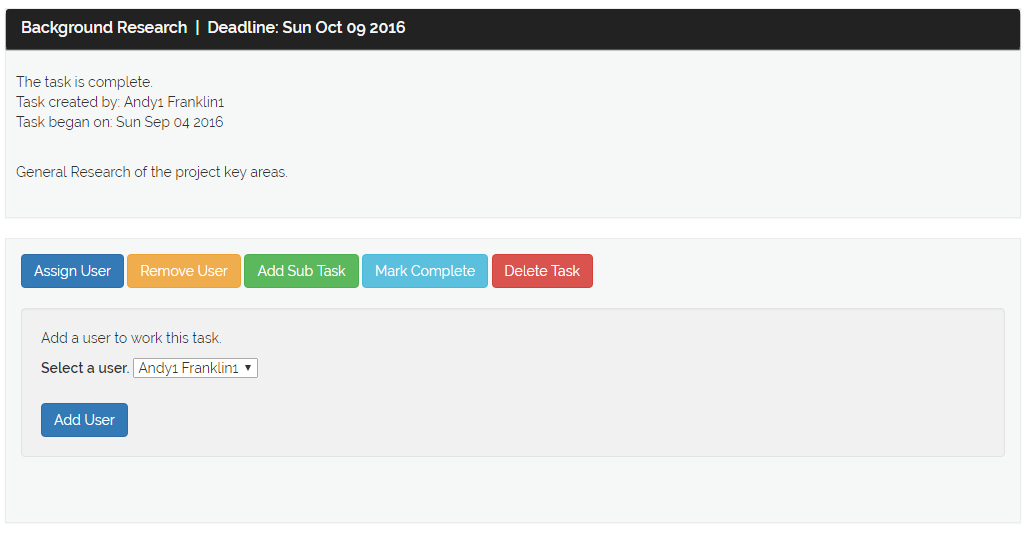 Background Research | Deadline: Sun Oct 09 2016
The task is complete.
Task created by: Andy1 Franklin1
Task began on: Sun Sep 04 2016
General Research of the project key areas.
Assign User Remove User Add Sub Task Mark Complete Delete Task
Add a user to work this task.
Select a user. Andy1 Franklin1
Add User